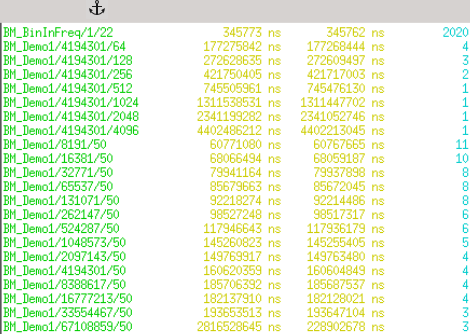 BM_BinInFreq/1/22 345773 ns 345762 ns 2020
BM_Demo1/4194301/64 177275842 ns 177268444 ns 4
BM_Demo1/4194301/128 272628635 ns 272609497 ns 3
BM_Demo1/4194301/256 421750405 ns 421717003 ns 2
BM_Demo1/4194301/512 745505961 ns 745476130 ns 1
BM_Demo1/4194301/1024 1311538531 ns 1311447702 ns 1
BM_Demo1/4194301/2048 2341199282 ns 2341052746 ns 1
BM_Demo1/4194301/4096 4402486212 ns 4402213045 ns 1
BM_Demo1/8191/50 60771080 ns 60767665 ns 11
BM_Demo1/16381/50 68066494 ns 68059187 ns 10
BM_Demo1/32771/50 79941164 ns 79937898 ns 8
BM_Demo1/65537/50 85679663 ns 85672045 ns 8
BM_Demo1/131071/50 92218274 ns 92214486 ns 8
BM_Demo1/262147/50 98527248 ns 98517317 ns 6
BM_Demo1/524287/50 117946643 ns 117936179 ns 6
BM_Demo1/1048573/50 145260823 ns 145255405 ns 5
BM_Demo1/2097143/50 149769917 ns 149763480 ns 4
BM_Demo1/4194301/50 160620359 ns 160604849 ns 4
BM_Demo1/8388617/50 185706392 ns 185687537 ns 4
BM_Demo1/16777213/50 182137910 ns 182128021 ns 4
BM_Demo1/33554467/50 193653513 ns 193647104 ns
BM_Demo1/67108859/50 2816528645 ns 228902678 ns